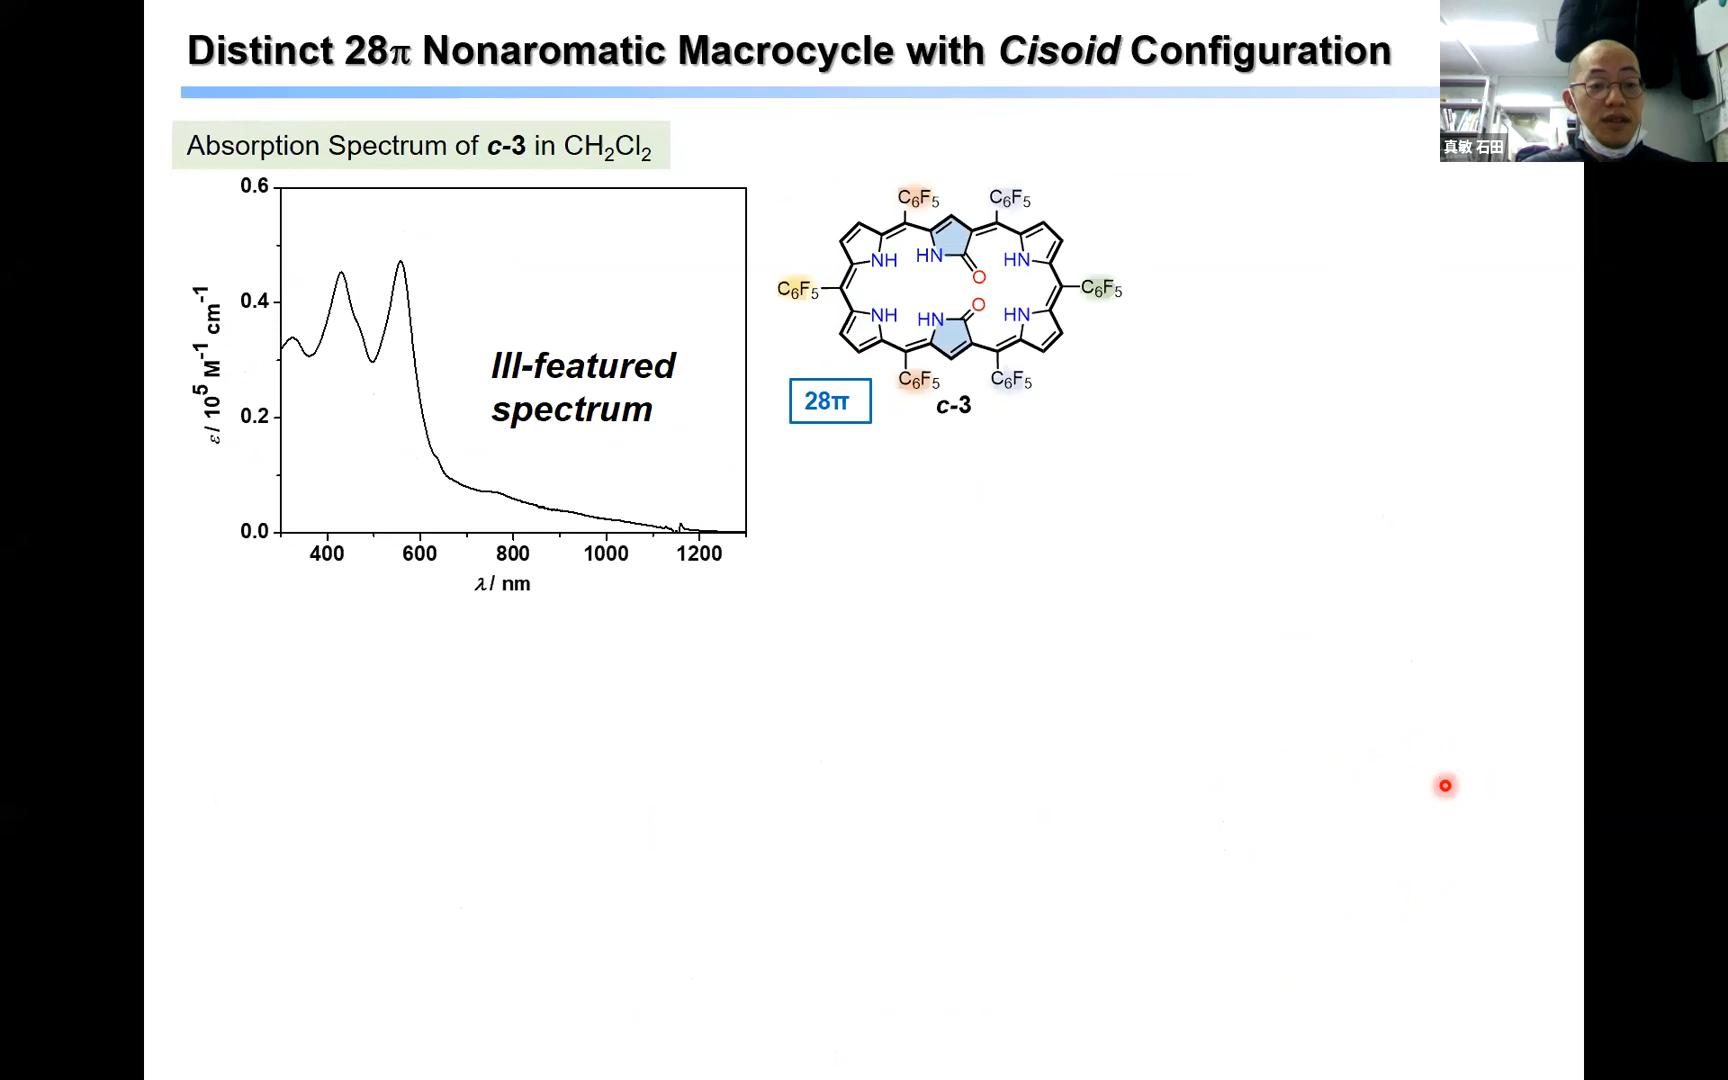 Distinct 28π Nonaromatic Macrocycle with Cisoid Configuration
真敏 石田
Absorption Spectrum of c-3 in CH₂Cl₂
0.6
0.4
0.2
0.0
ε / 10⁵ M⁻¹ cm⁻¹
Ill-featured
spectrum
400 600 800 1000 1200
λ / nm
C₆F₅ C₆F₅
NH HN HN
O
C₆F₅ C₆F₅
O
NH HN HN
C₆F₅ C₆F₅
28π
c-3